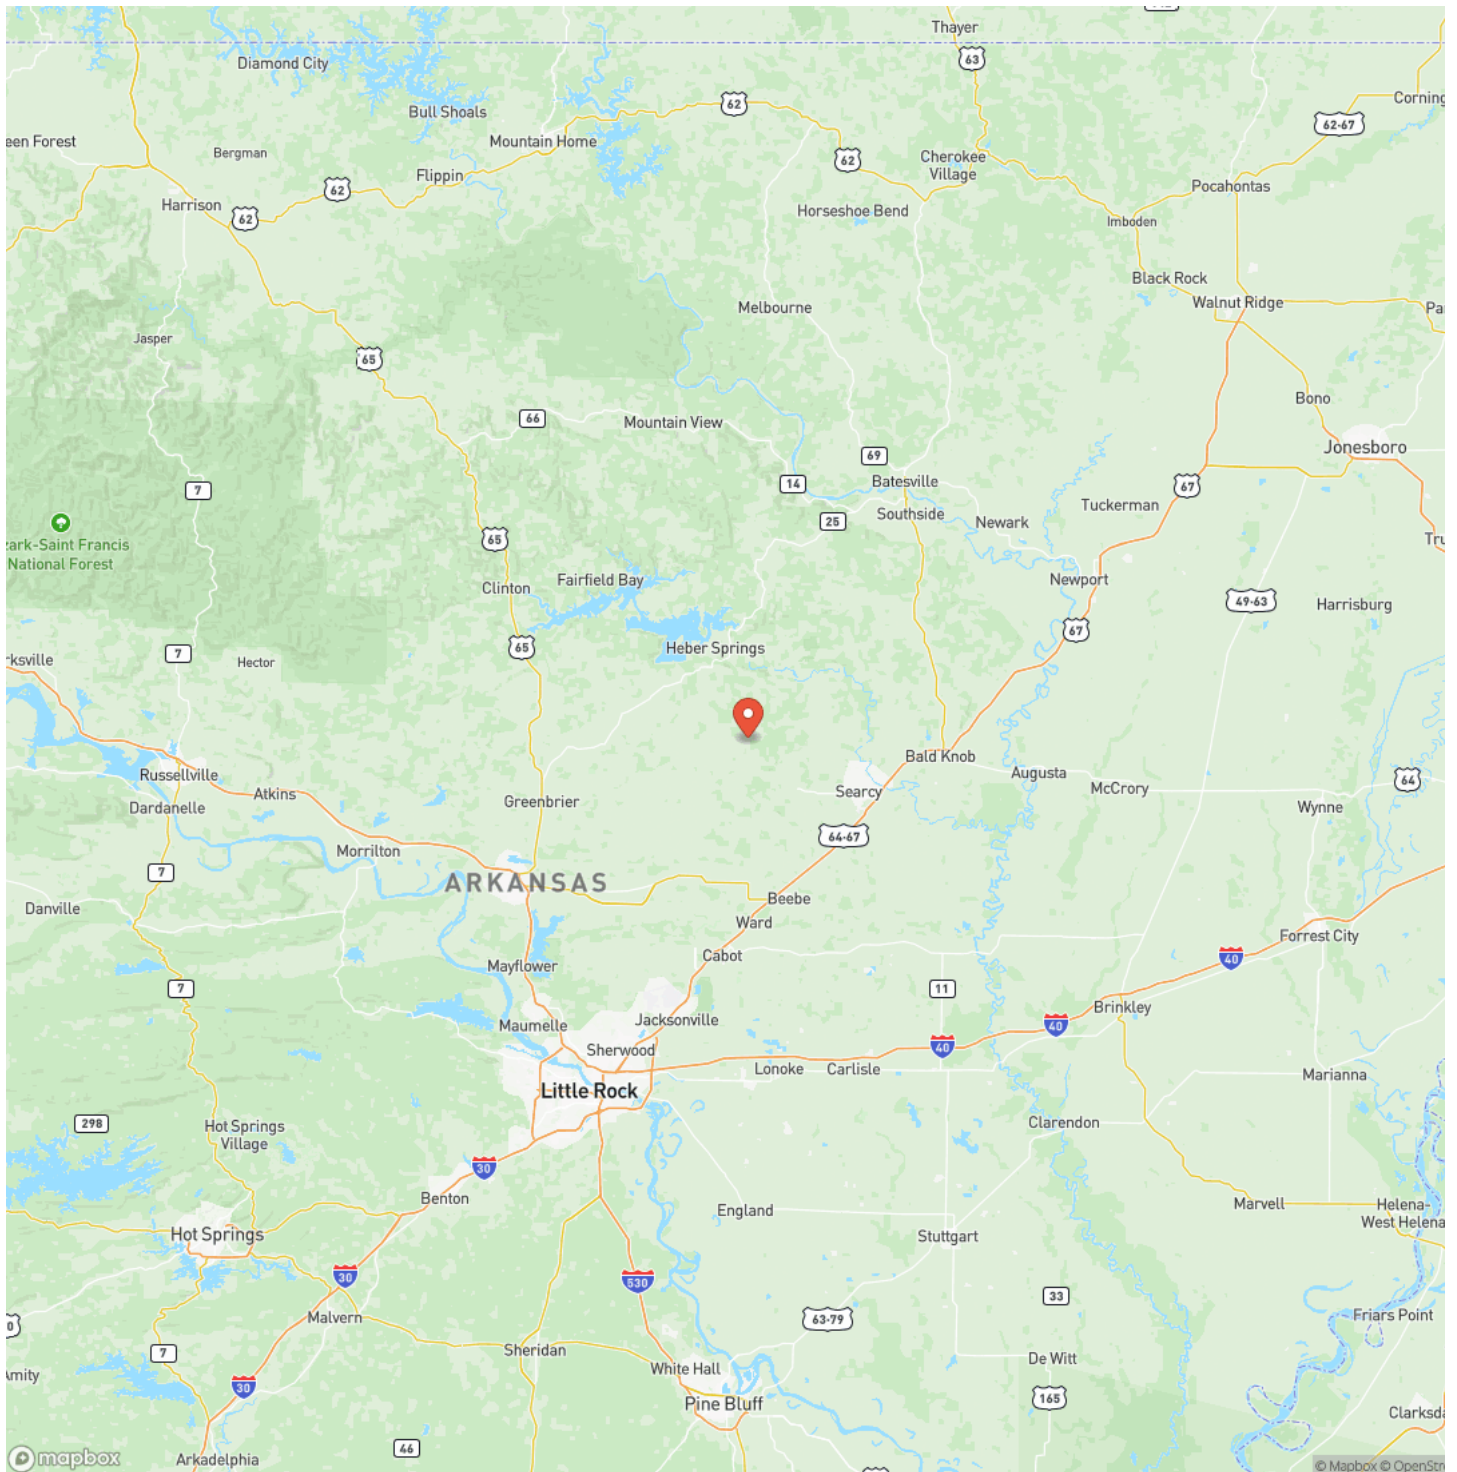 Thayer
63
Diamond City
Bull Shoals
62
Corning
62-67
Mountain Home
Bergman
62
Cherokee
Village
Flippin
62
Pocahontas
Harrison
62
Horseshoe Bend
Imboden
Black Rock
Walnut Ridge
Melbourne
Jasper
65
Bono
66
Mountain View
Jonesboro
69
7
14
Batesville
67
Tuckerman
Southside
25
Newark
zark-Saint Francis
National Forest
65
Clinton
Fairfield Bay
Newport
49-63
Harrisburg
67
65
Heber Springs
7
Hector
rksville
Bald Knob
Russellville
Augusta
McCrory
64
Atkins
Searcy
Dardanelle
Greenbrier
Wynne
64-67
Morrilton
7
ARKANSAS
Beebe
Danville
Ward
Forrest City
Cabot
40
Mayflower
7
11
Brinkley
Maumelle
Jacksonville
40
Sherwood
40
Lonoke
Carlisle
Marianna
Little Rock
298
Hot Springs
Village
Clarendon
30
Benton
England
Marvell
Helena-
West Helena
Hot Springs
Stuttgart
30
530
33
Malvern
63-79
Friars Point
0
7
Sheridan
De Witt
White Hall
Amity
30
165
Pine Bluff
Clarksda
46
Arkadelphia
mapbox
© Mapbox © OpenStre